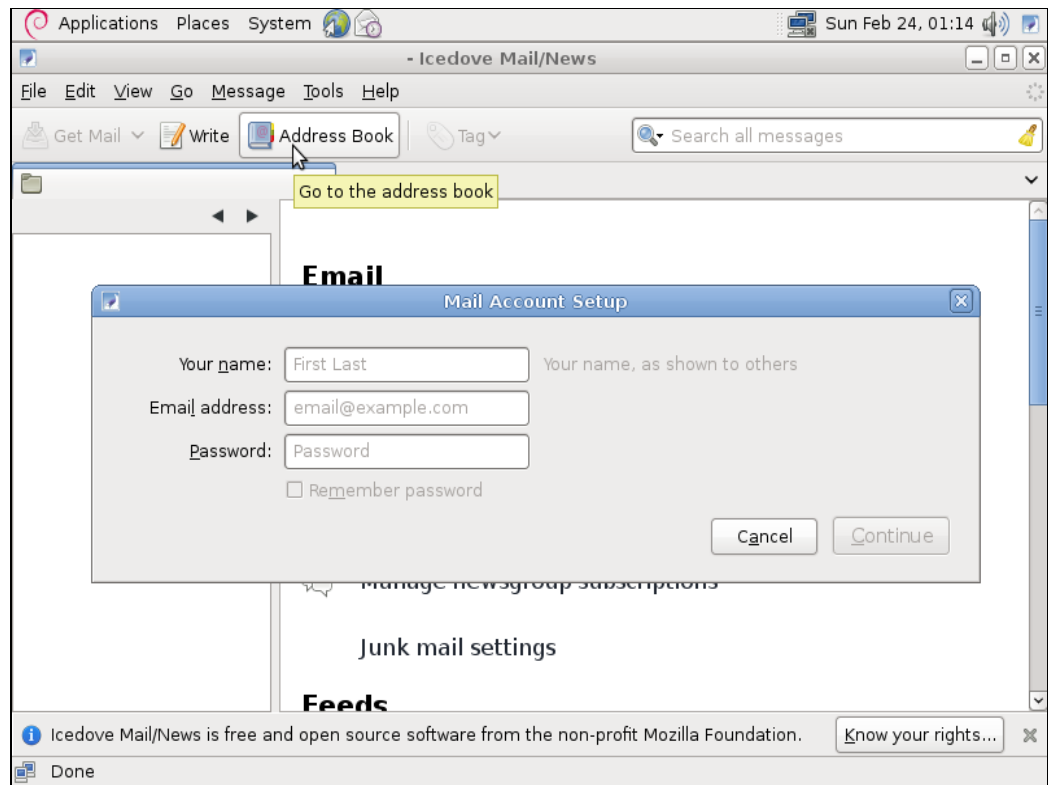 Applications Places System Sun Feb 24, 01:14
- Icedove Mail/News
File Edit View Go Message Tools Help
Get Mail Write Address Book Tag Search all messages
Go to the address book
Email
Mail Account Setup
Your name: First Last Your name, as shown to others
Email address: email@example.com
Password: Password
Remember password
Cancel Continue
Manage newsgroup subscriptions
Junk mail settings
Feeds
Icedove Mail/News is free and open source software from the non-profit Mozilla Foundation. Know your rights...
Done